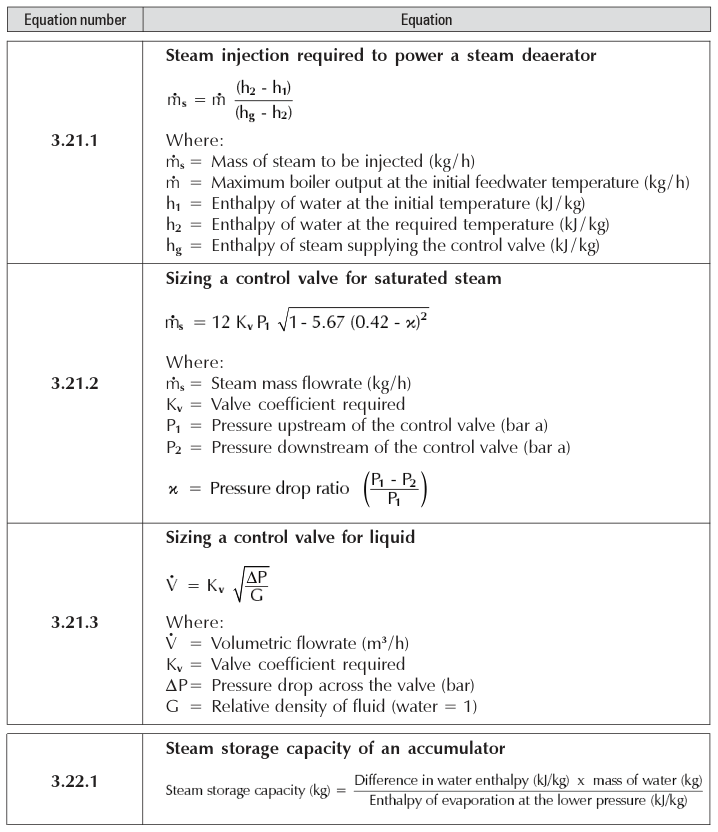 Equation number Equation
Steam injection required to power a steam deaerator
ṁₛ = ṁ (h₂ - h₁) / (h_g - h₂)
3.21.1
Where:
ṁₛ = Mass of steam to be injected (kg/h)
ṁ = Maximum boiler output at the initial feedwater temperature (kg/h)
h₁ = Enthalpy of water at the initial temperature (kJ/kg)
h₂ = Enthalpy of water at the required temperature (kJ/kg)
h_g = Enthalpy of steam supplying the control valve (kJ/kg)
Sizing a control valve for saturated steam
ṁₛ = 12 Kᵥ P₁ √1 - 5.67 (0.42 - ϰ)²
Where:
3.21.2
ṁₛ = Steam mass flowrate (kg/h)
Kᵥ = Valve coefficient required
P₁ = Pressure upstream of the control valve (bar a)
P₂ = Pressure downstream of the control valve (bar a)
ϰ = Pressure drop ratio (P₁ - P₂ / P₁)
Sizing a control valve for liquid
V̇ = Kᵥ √ΔP / G
3.21.3
Where:
V̇ = Volumetric flowrate (m³/h)
Kᵥ = Valve coefficient required
ΔP = Pressure drop across the valve (bar)
G = Relative density of fluid (water = 1)
Steam storage capacity of an accumulator
3.22.1
Steam storage capacity (kg) = Difference in water enthalpy (kJ/kg) x mass of water (kg) / Enthalpy of evaporation at the lower pressure (kJ/kg)